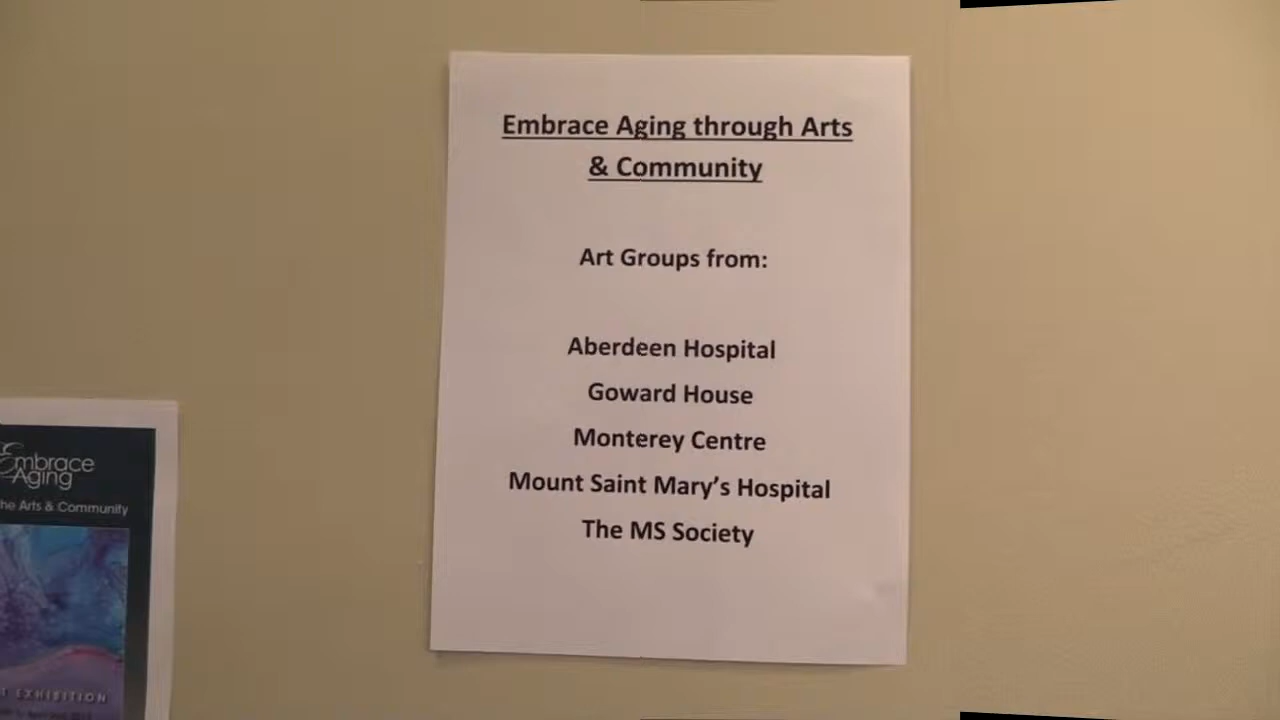 Embrace Aging through Arts
& Community
Art Groups from:
Aberdeen Hospital
Goward House
Monterey Centre
Mount Saint Mary's Hospital
The MS Society
Embrace
Aging
he Arts & Community
T EXHIBITION